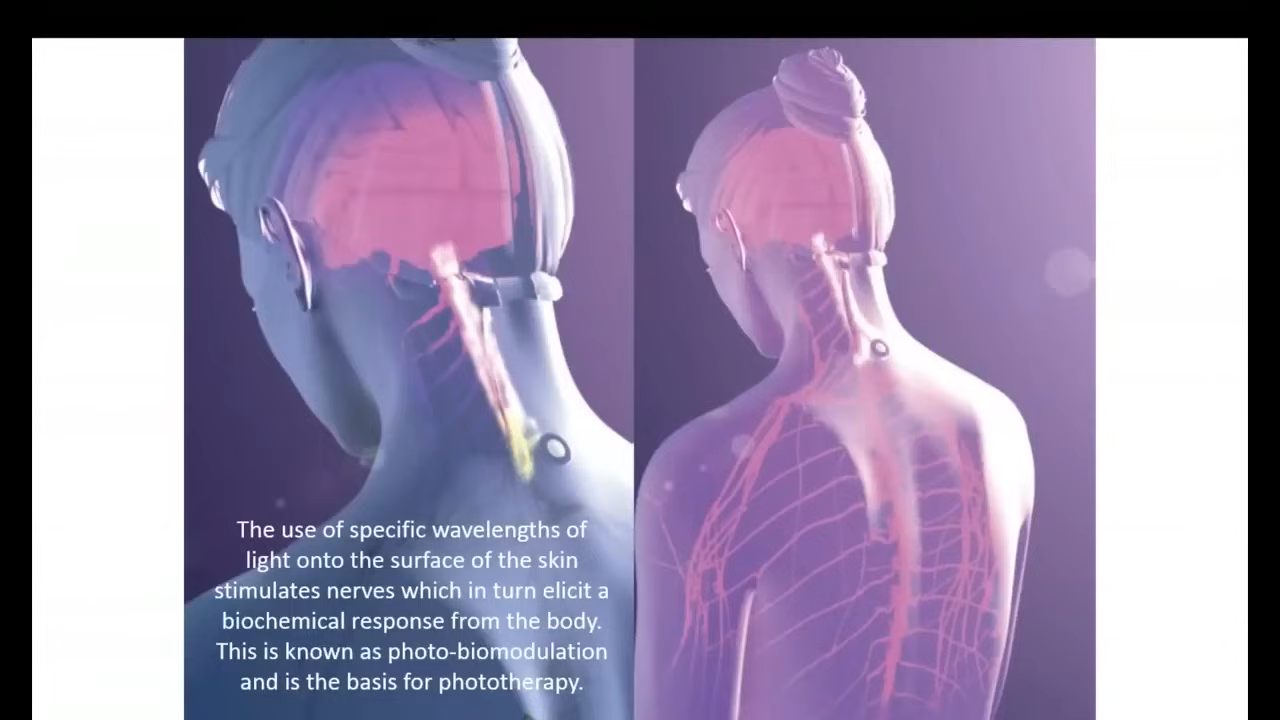 The use of specific wavelengths of
light onto the surface of the skin
stimulates nerves which in turn elicit a
biochemical response from the body.
This is known as photo-biomodulation
and is the basis for phototherapy.